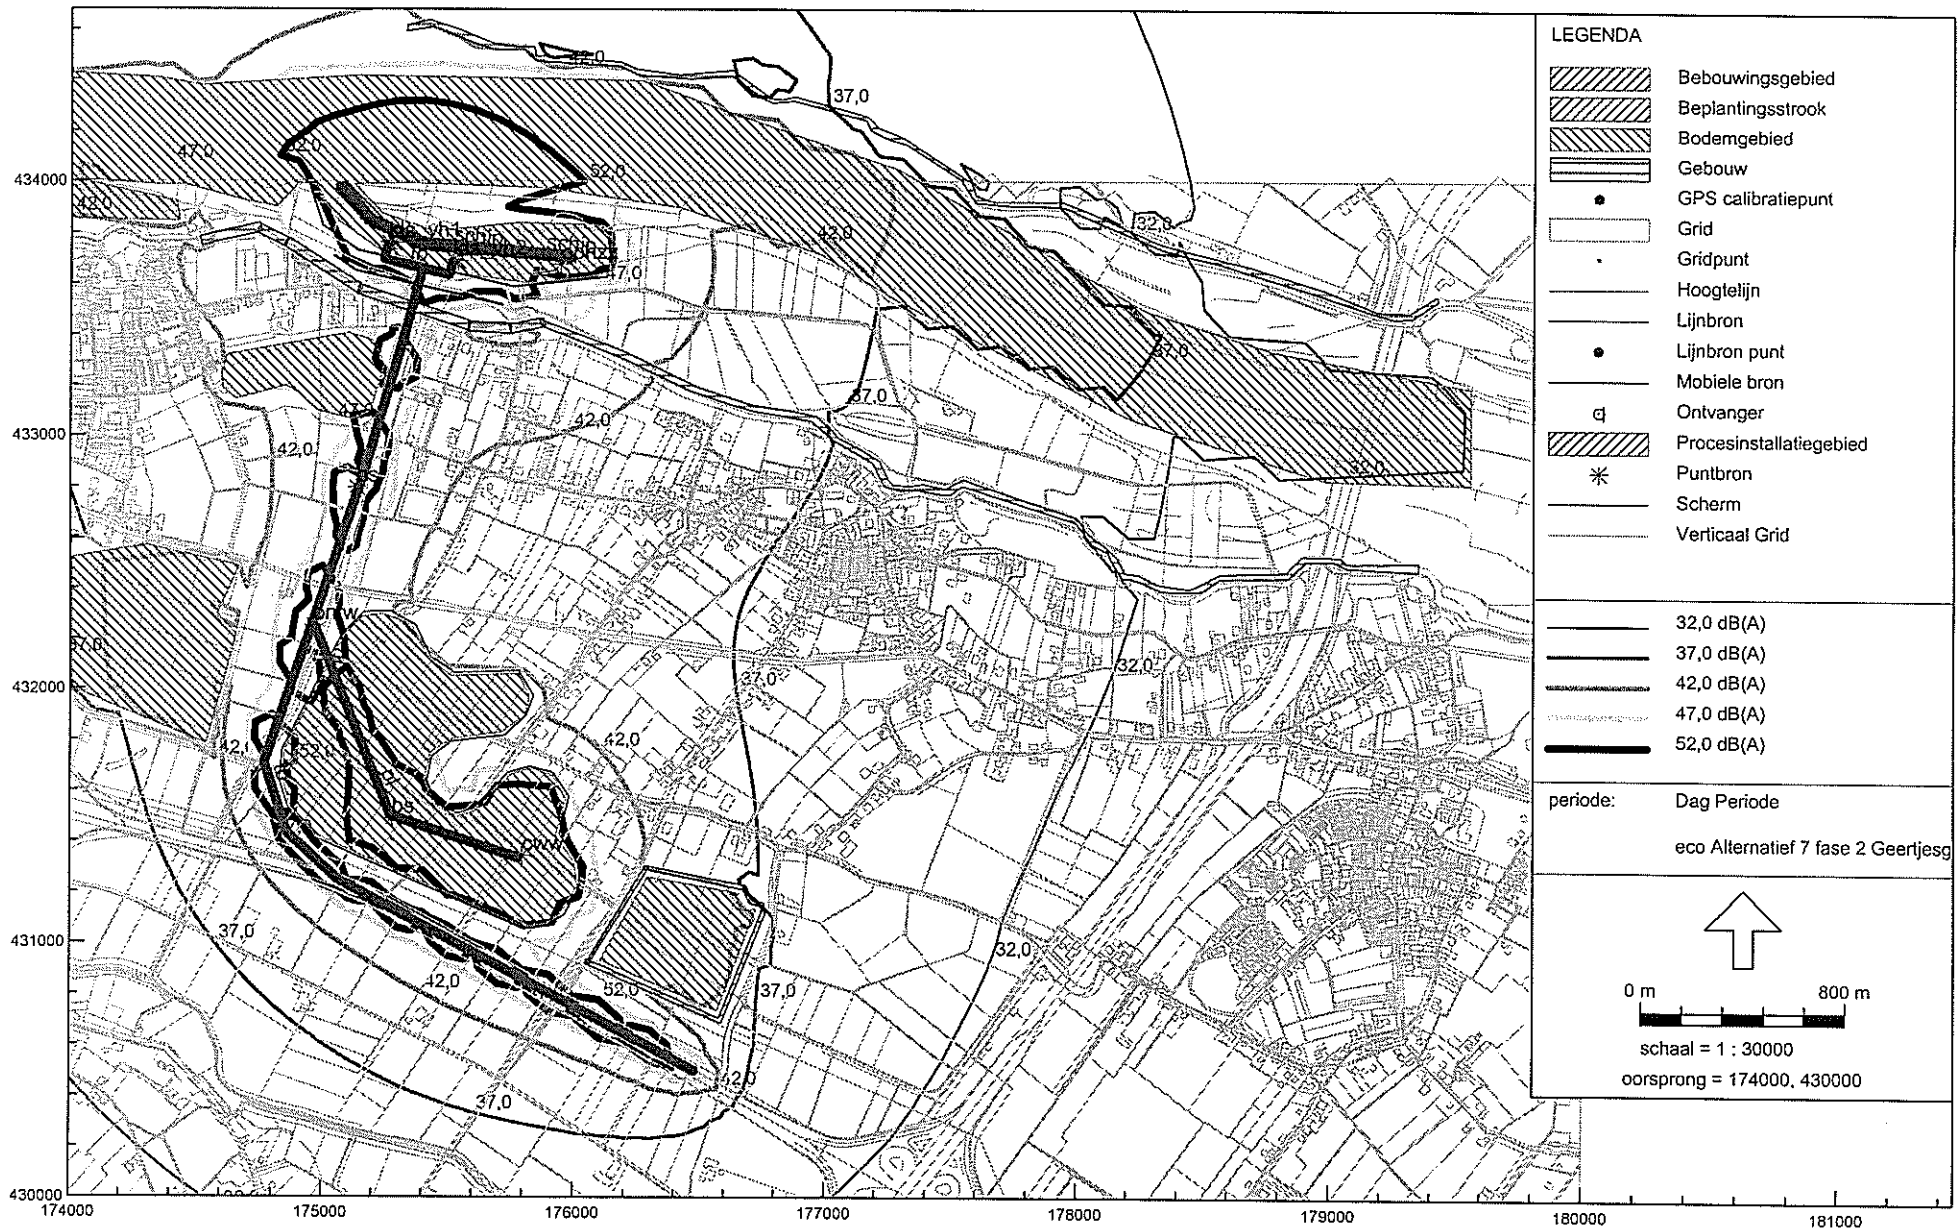 LEGENDA
Bebouwingsgebied
Beplantingsstrook
Bodemgebied
Gebouw
GPS calibratiepunt
Grid
Gridpunt
Hoogtelijn
Lijnbron
Lijnbron punt
Mobiele bron
Ontvanger
Procesinstallatiegebied
Puntbron
Scherm
Verticaal Grid
32,0 dB(A)
37,0 dB(A)
42,0 dB(A)
47,0 dB(A)
52,0 dB(A)
periode: Dag Periode
eco Alternatief 7 fase 2 Geertjesg
0 m 800 m
schaal = 1 : 30000
oorsprong = 174000, 430000
37,0
47,0
52,0
434000
42,0
42,0
32,0
47,0
37,0
37,0
433000
42,0
42,0
32,0
432000
37,0
32,0
42,0
52,0
431000
37,0
32,0
42,0
52,0
37,0
37,0
430000
174000 175000 176000 177000 178000 179000 180000 181000